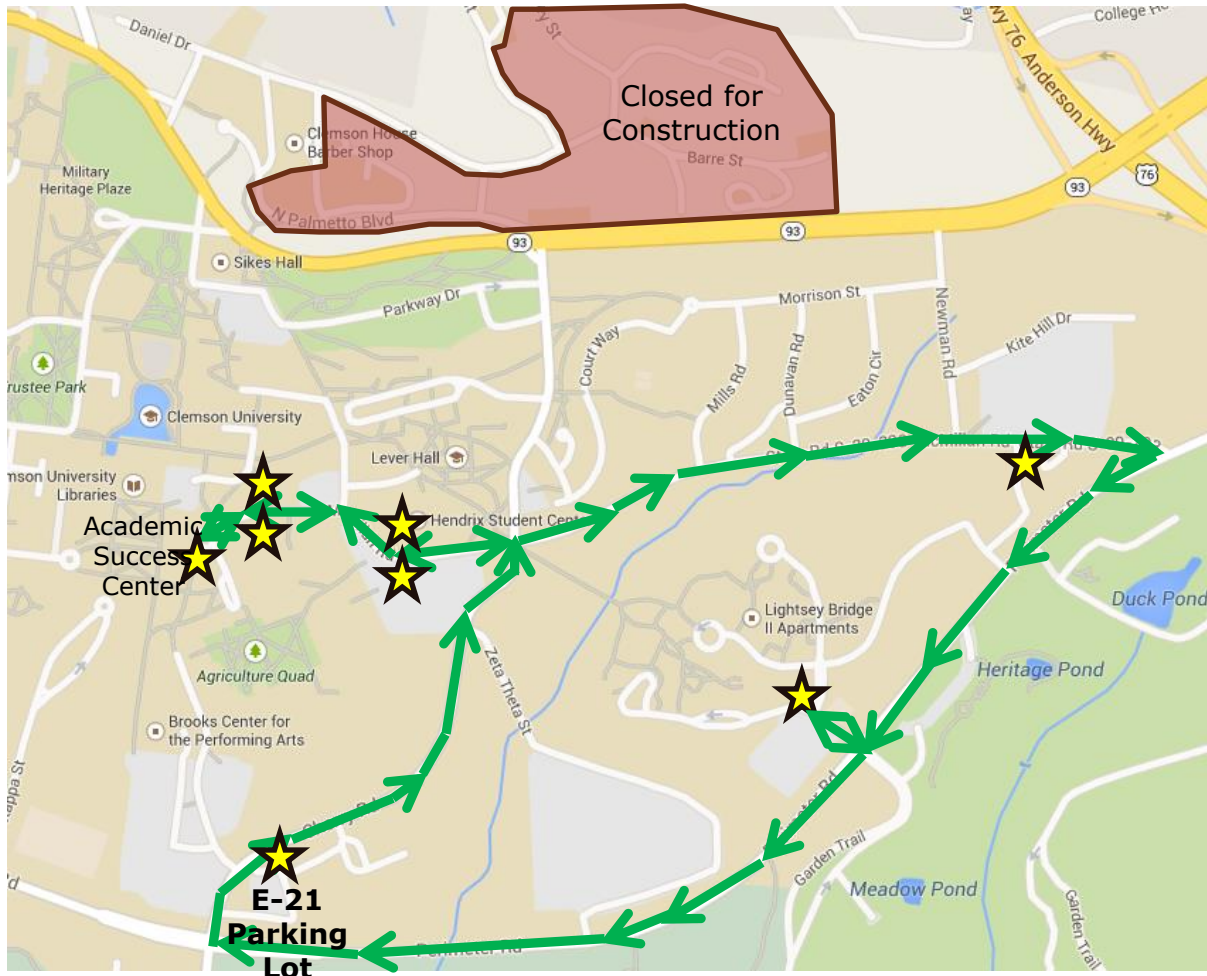 Daniel Dr
College
Hwy 76 Anderson Hwy
Closed for
Construction
Clemson House
Barber Shop
Barre St
Military
Heritage Plaze
93
76
N Palmetto Blvd
93
93
Sikes Hall
Parkway Dr
Morrison St
Newman Rd
Kite Hill Dr
Court Way
Mills Rd
Dunavan Rd
Eaton Cir
Park
Clemson University
Lever Hall
University
Libraries
Hendrix Student
Academic
Success
Center
Duck Pond
Lightsey Bridge
II Apartments
Heritage Pond
Agriculture Quad
Zeta Theta St
Brooks Center for
the Performing Arts
Garden Trail
Meadow Pond
Garden Trail
E-21
Parking
Lot
Perimeter Rd